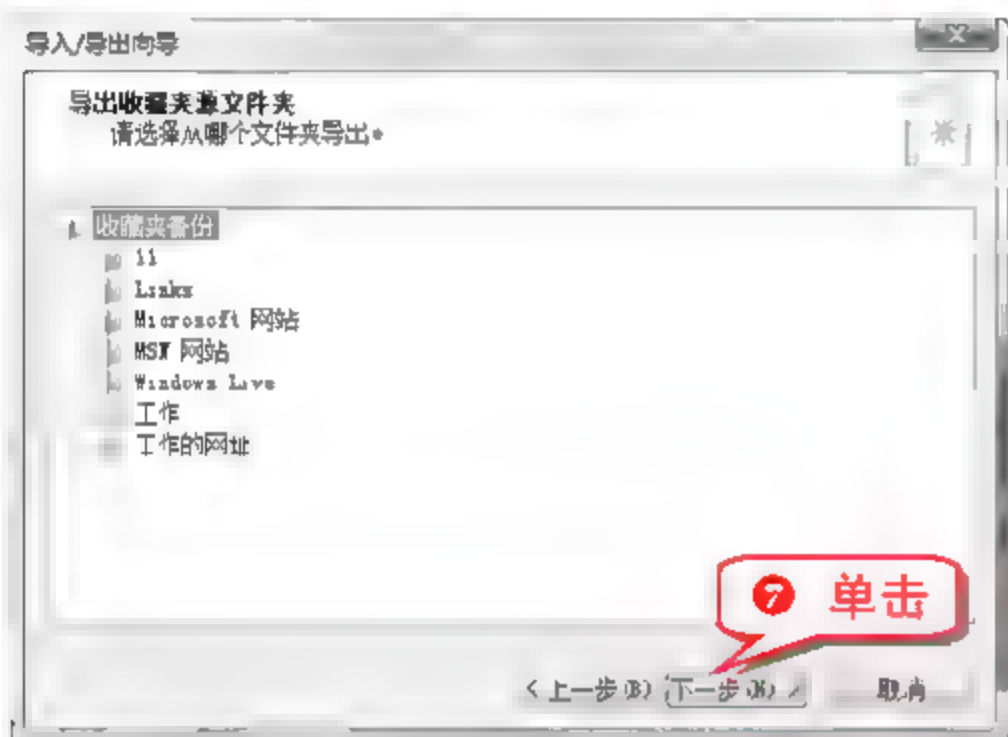 导入/导出向导
导出收藏夹源文件夹
请选择从哪个文件夹导出。
收藏夹备份
11
Links
Microsoft 网站
MSN 网站
Windows Live
工作
工作的网址
7 单击
< 上一步(B) 下一步(N) > 取消